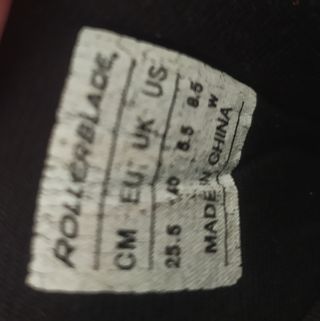 ROLLERBLADE.
CM EU UK US
25.5 40 6.5 8.5
W
MADE IN CHINA